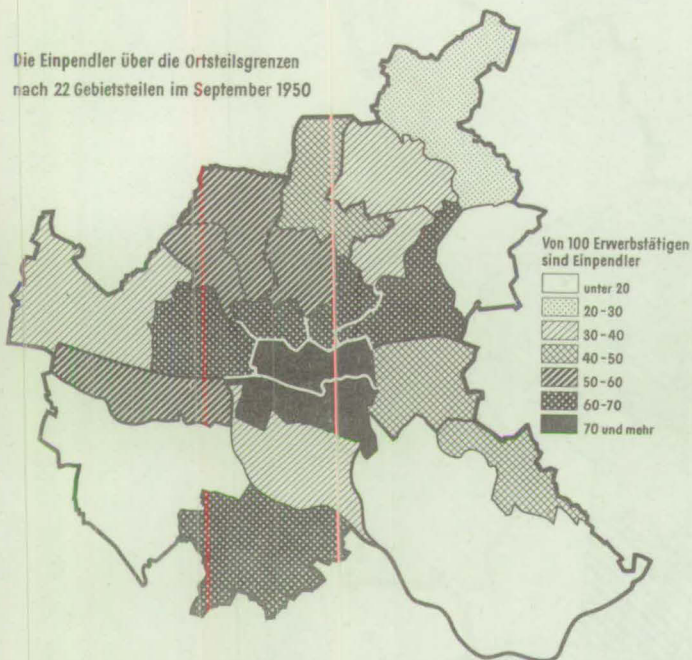 Die Einpendler über die Ortsteilsgrenzen
nach 22 Gebietsteilen im September 1950
Von 100 Erwerbstätigen
sind Einpendler
unter 20
20-30
30-40
40-50
50-60
60-70
70 und mehr